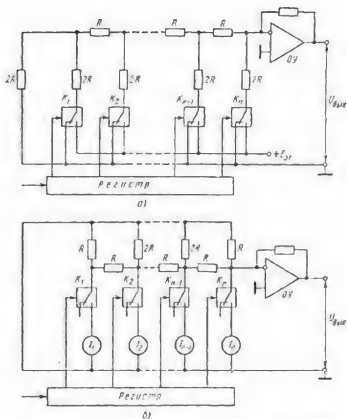 R R R
2R 2R 2R 2R 2R
ОУ
K₁ K₂ Kₙ₋₁ Kₙ
Uвых
+Eэт
Регистр
а)
R 2R 2R R
R R R
ОУ
K₁ K₂ Kₙ₋₁ Kₙ
Uвых
I₁ I₂ Iₙ₋₁ Iₙ
Регистр
б)